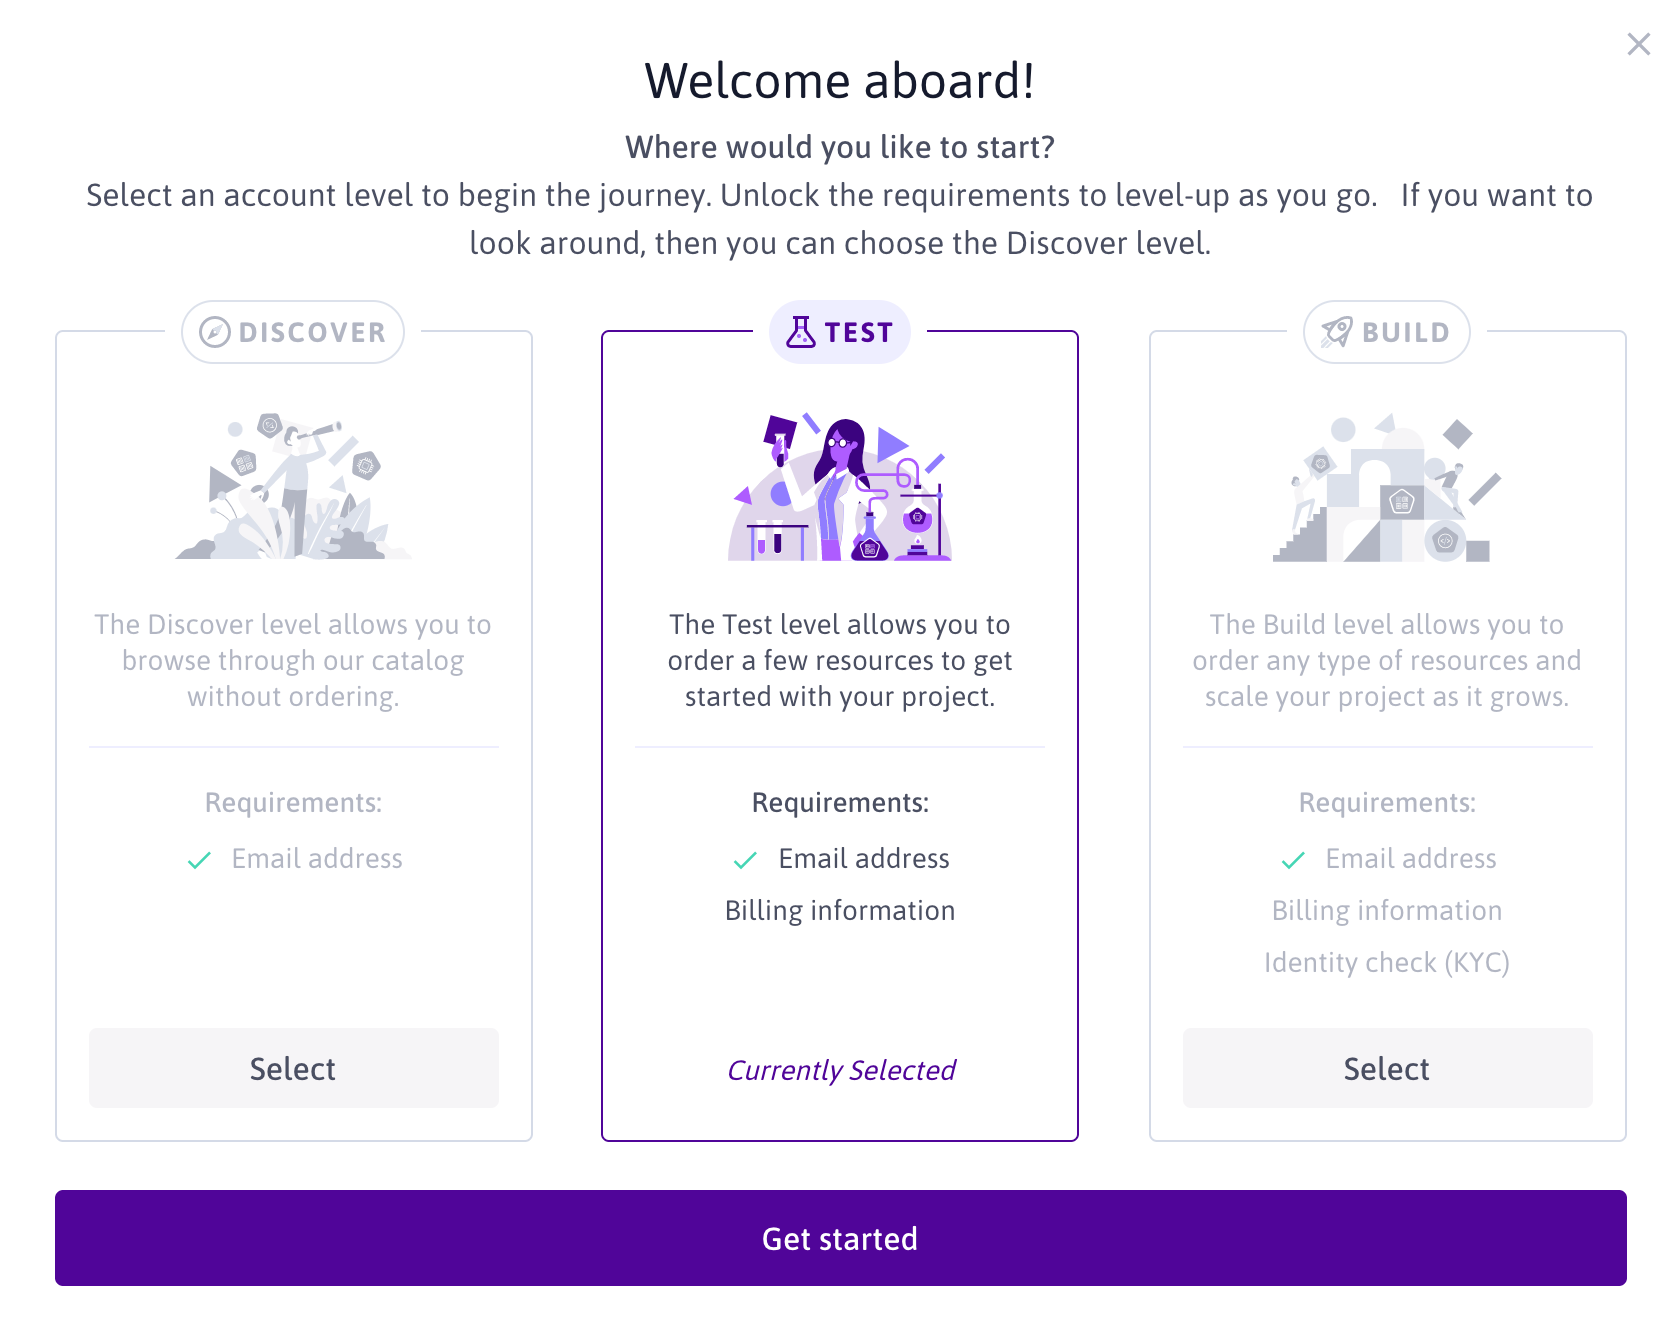 Welcome aboard!
Where would you like to start?
Select an account level to begin the journey. Unlock the requirements to level-up as you go.   If you want to
look around, then you can choose the Discover level.
DISCOVER
The Discover level allows you to
browse through our catalog
without ordering.
Requirements:
Email address
Select
TEST
The Test level allows you to
order a few resources to get
started with your project.
Requirements:
Email address
Billing information
Currently Selected
BUILD
The Build level allows you to
order any type of resources and
scale your project as it grows.
Requirements:
Email address
Billing information
Identity check (KYC)
Select
Get started